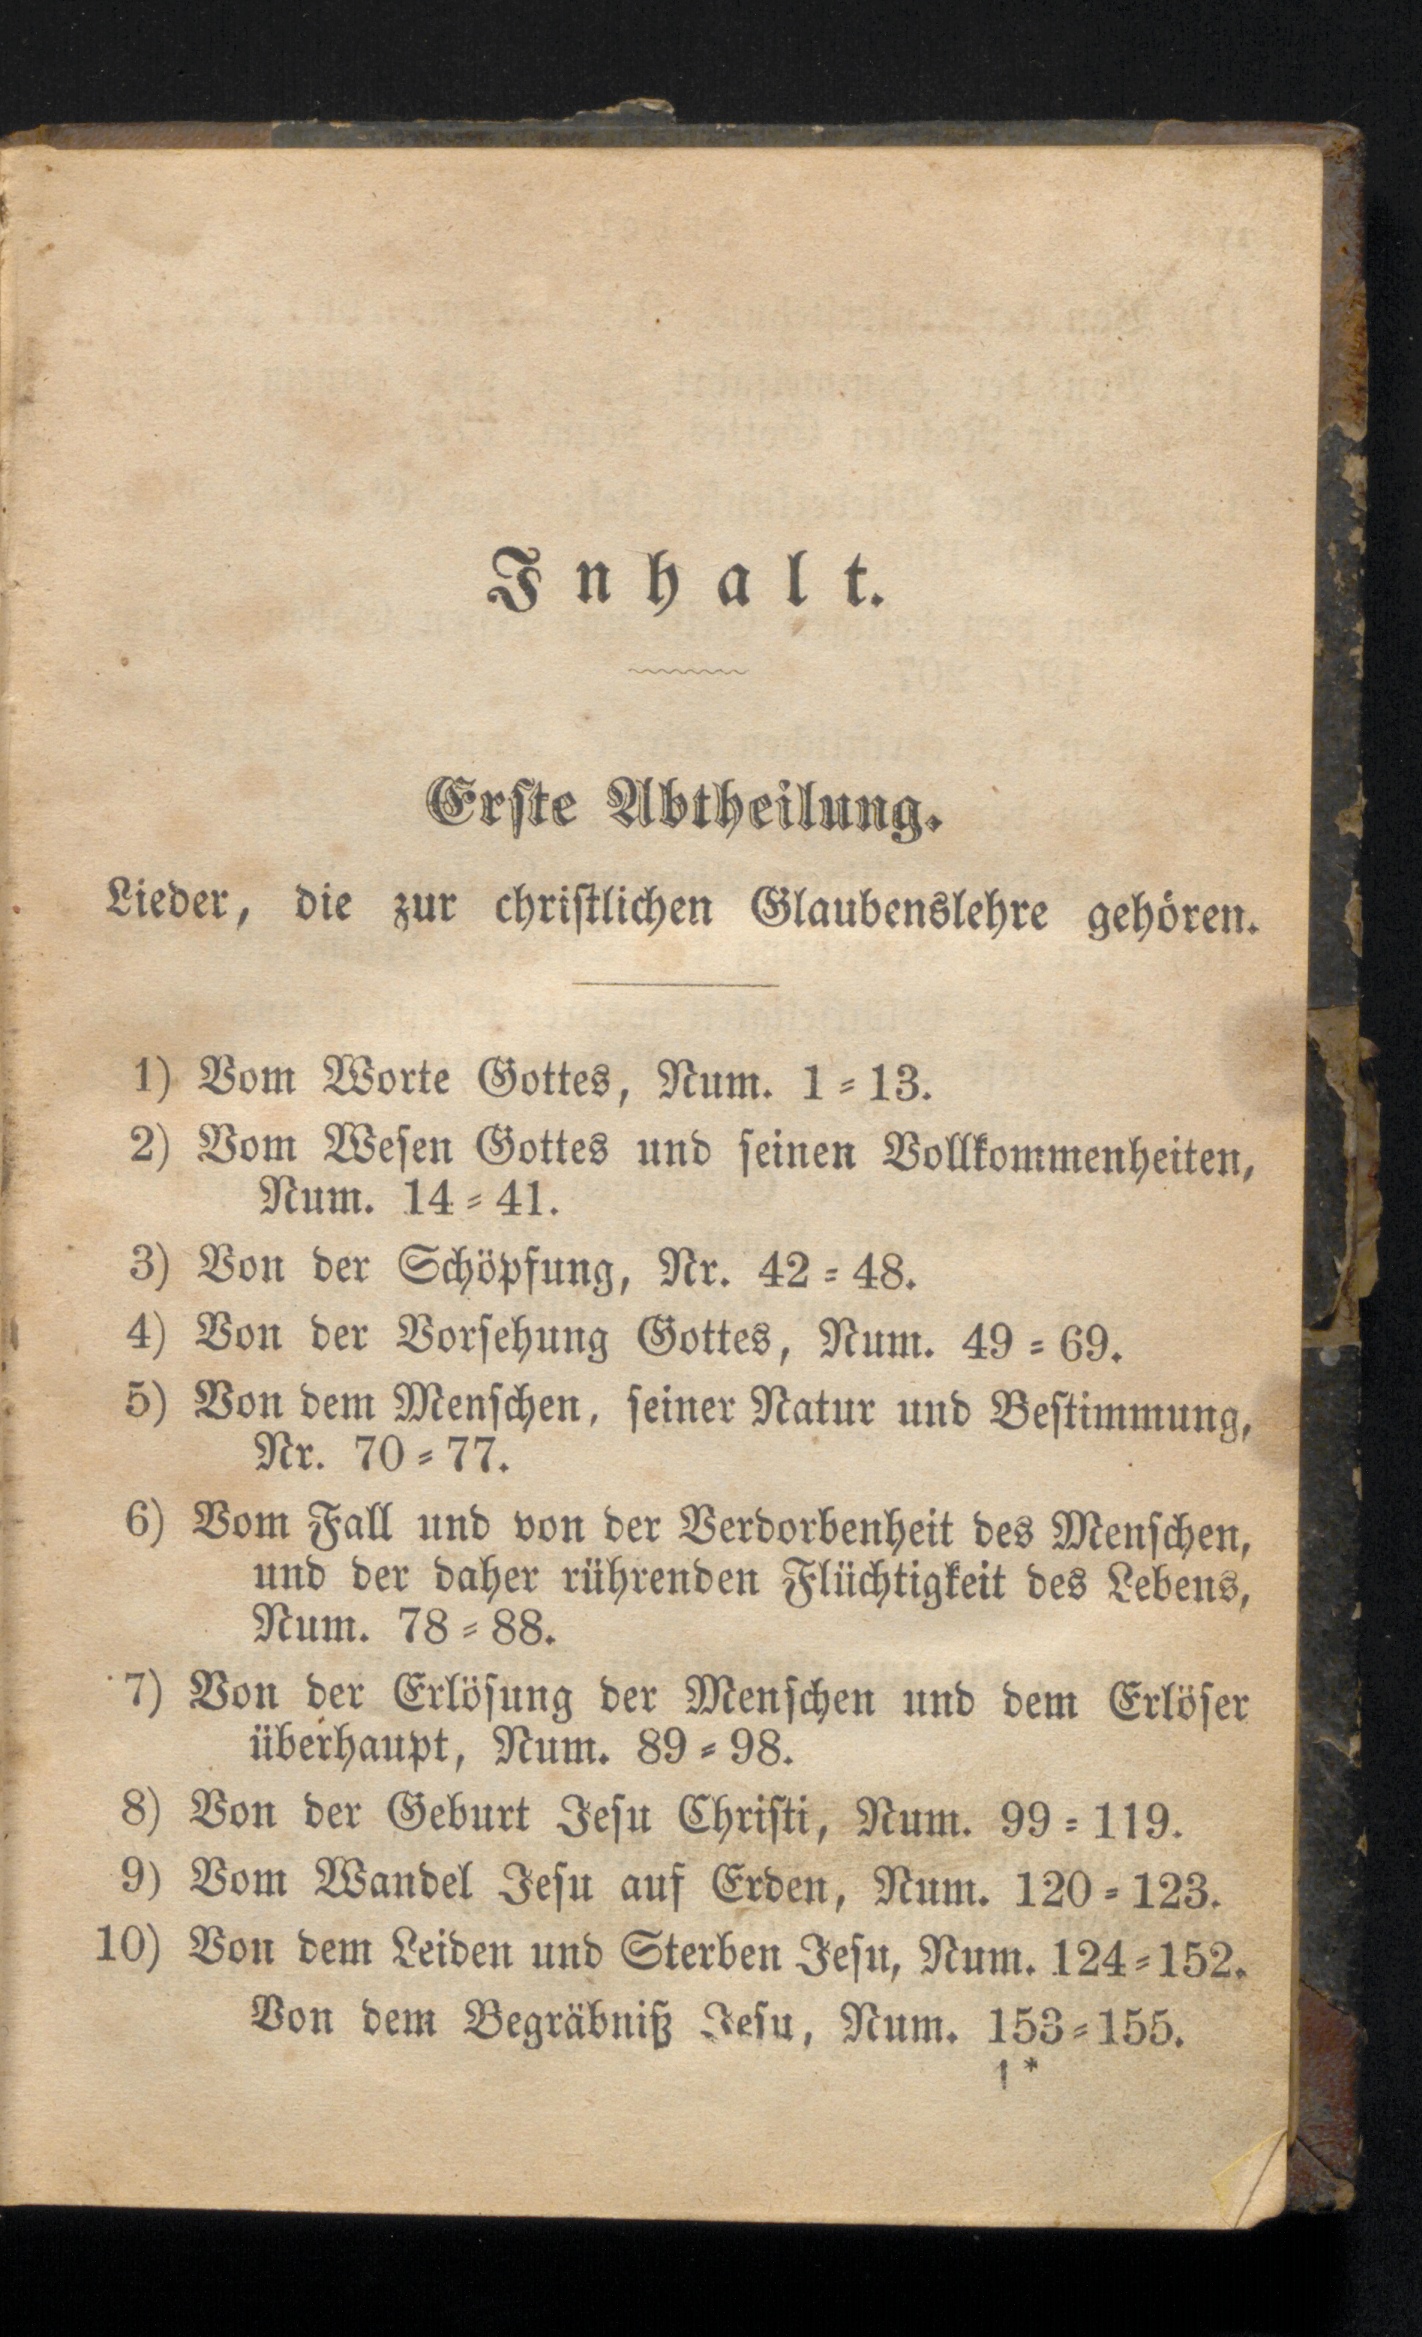 Inhalt.
Erste Abtheilung.
Lieder, die zur christlichen Glaubenslehre gehören.
1) Vom Worte Gottes, Num. 1-13.
2) Vom Wesen Gottes und seinen Vollkommenheiten,
Num. 14-41.
3) Von der Schöpfung, Nr. 42-48.
4) Von der Vorsehung Gottes, Num. 49-69.
5) Von dem Menschen, seiner Natur und Bestimmung,
Nr. 70-77.
6) Vom Fall und von der Verdorbenheit des Menschen,
und der daher rührenden Flüchtigkeit des Lebens,
Num. 78-88.
7) Von der Erlösung der Menschen und dem Erlöser
überhaupt, Num. 89-98.
8) Von der Geburt Jesu Christi, Num. 99-119.
9) Vom Wandel Jesu auf Erden, Num. 120-123.
10) Von dem Leiden und Sterben Jesu, Num. 124-152.
Von dem Begräbniß Jesu, Num. 153-155.
1*